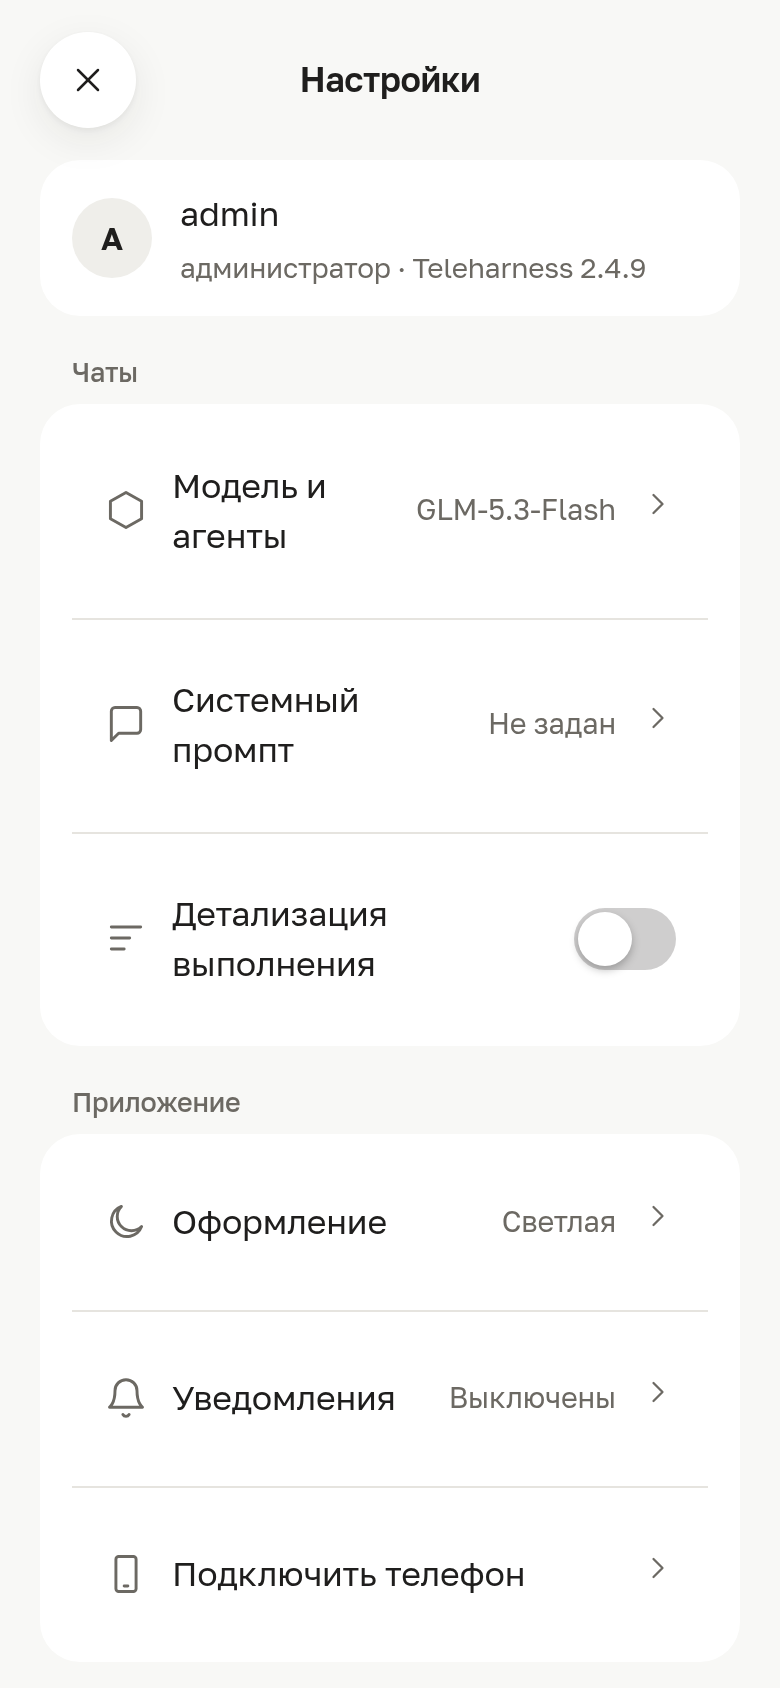 Настройки
A
admin
администратор · Teleharness 2.4.9
Чаты
Модель и
агенты
GLM-5.3-Flash
Системный
промпт
Не задан
Детализация
выполнения
Приложение
Оформление
Светлая
Уведомления
Выключены
Подключить телефон